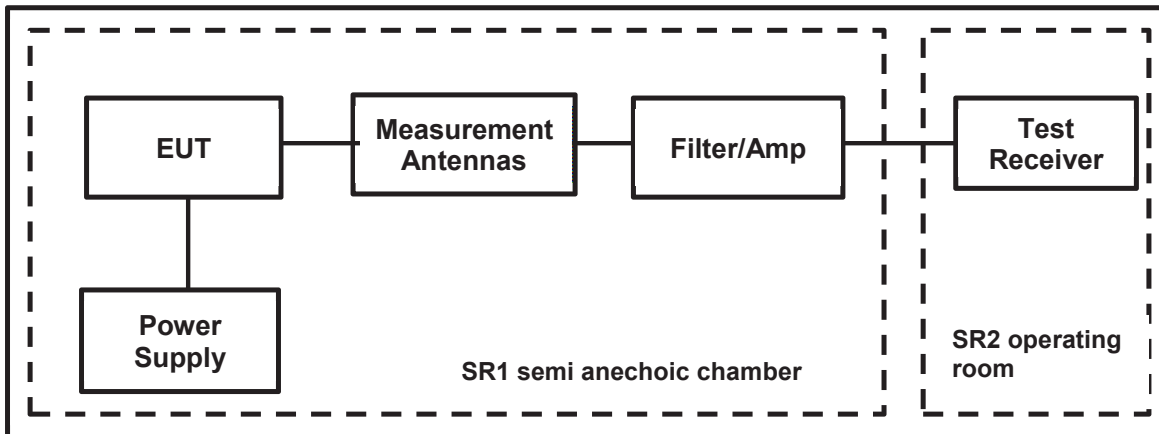 EUT
Measurement
Antennas
Filter/Amp
Test
Receiver
Power
Supply
SR1 semi anechoic chamber
SR2 operating
room